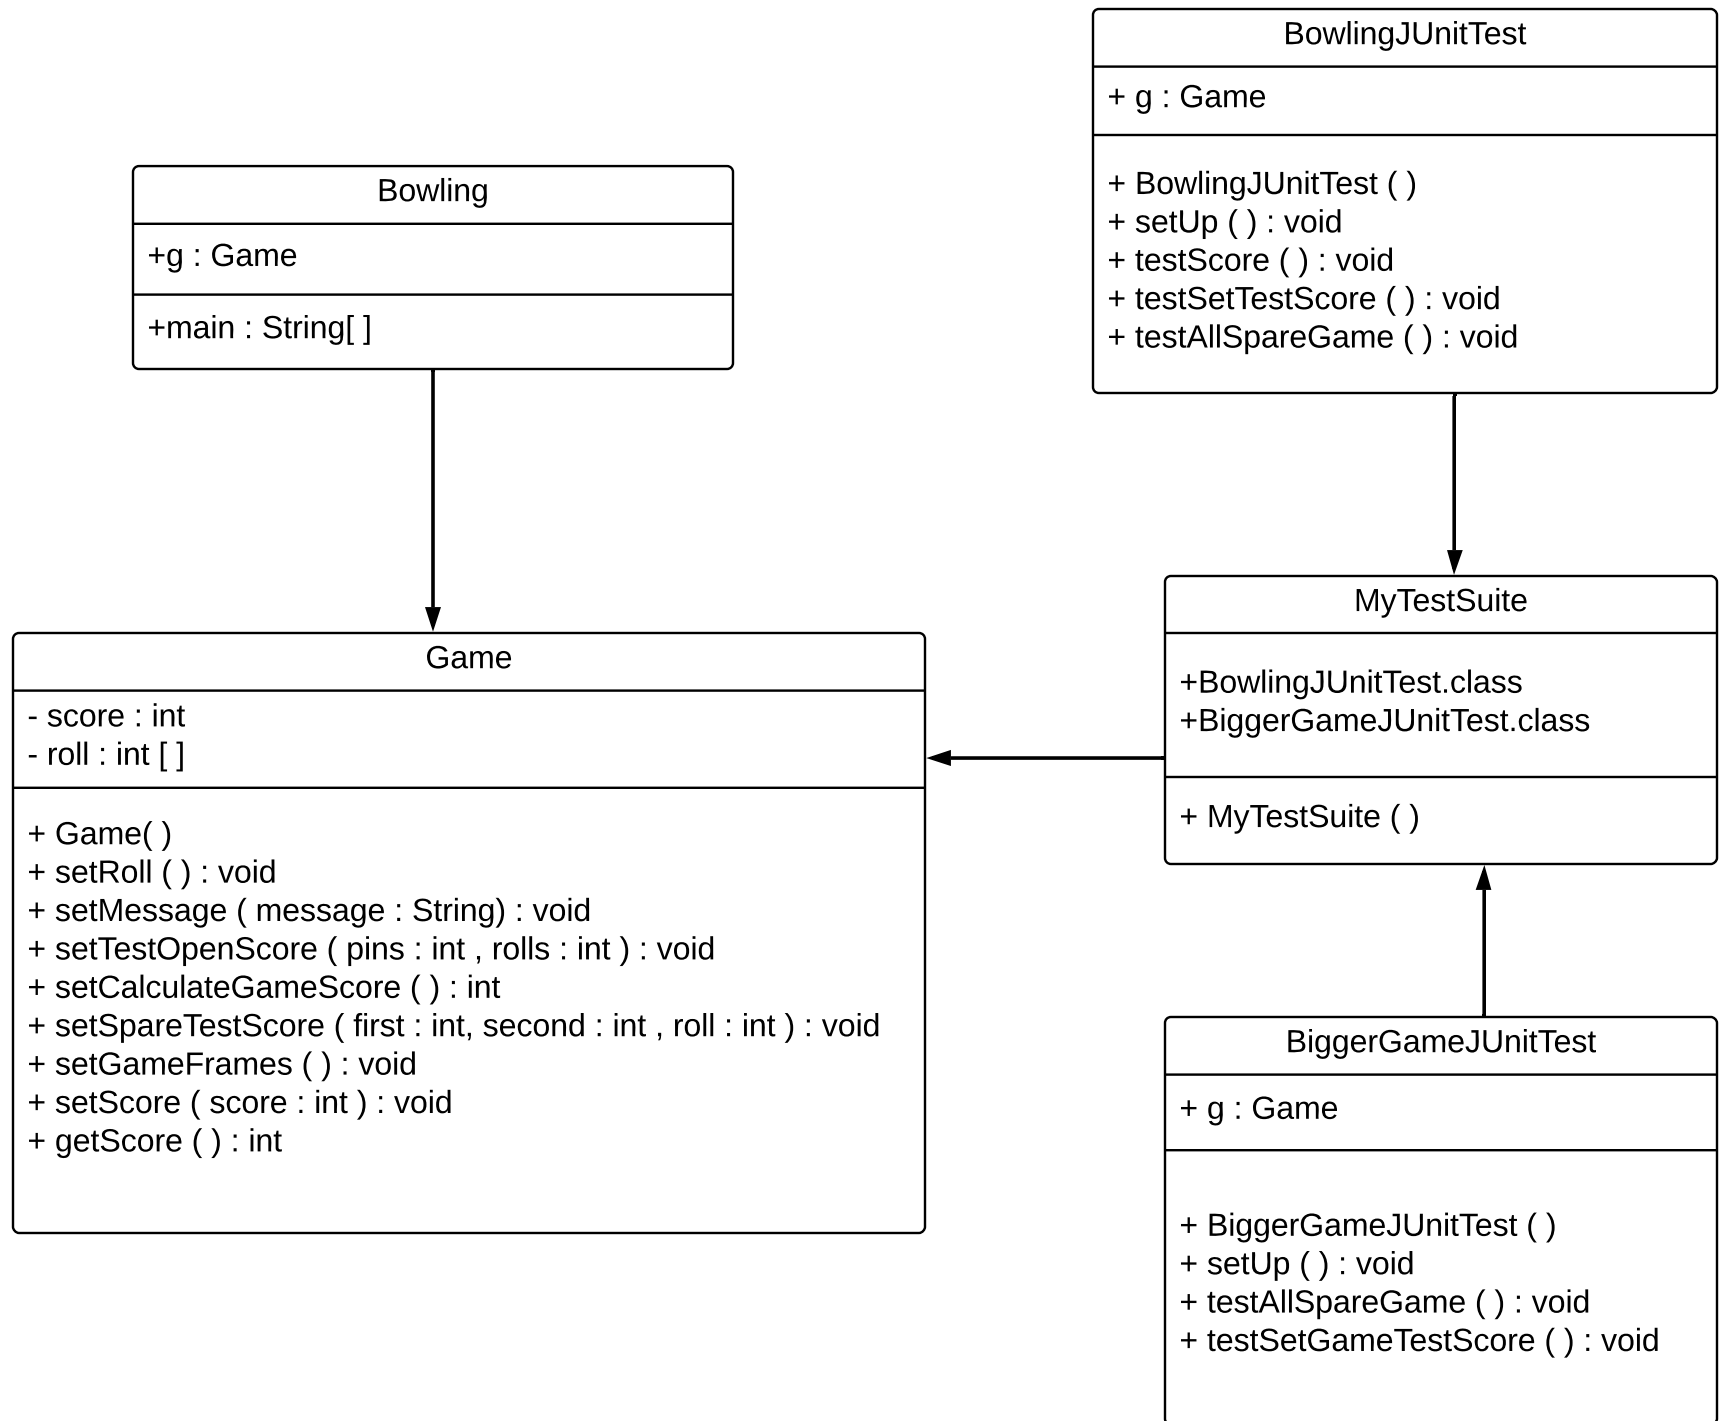 Bowling
+g : Game
+main : String[ ]
BowlingJUnitTest
+ g : Game
+ BowlingJUnitTest ( )
+ setUp ( ) : void
+ testScore ( ) : void
+ testSetTestScore ( ) : void
+ testAllSpareGame ( ) : void
Game
- score : int
- roll : int [ ]
+ Game( )
+ setRoll ( ) : void
+ setMessage ( message : String) : void
+ setTestOpenScore ( pins : int , rolls : int ) : void
+ setCalculateGameScore ( ) : int
+ setSpareTestScore ( first : int, second : int , roll : int ) : void
+ setGameFrames ( ) : void
+ setScore ( score : int ) : void
+ getScore ( ) : int
MyTestSuite
+BowlingJUnitTest.class
+BiggerGameJUnitTest.class
+ MyTestSuite ( )
BiggerGameJUnitTest
+ g : Game
+ BiggerGameJUnitTest ( )
+ setUp ( ) : void
+ testAllSpareGame ( ) : void
+ testSetGameTestScore ( ) : void